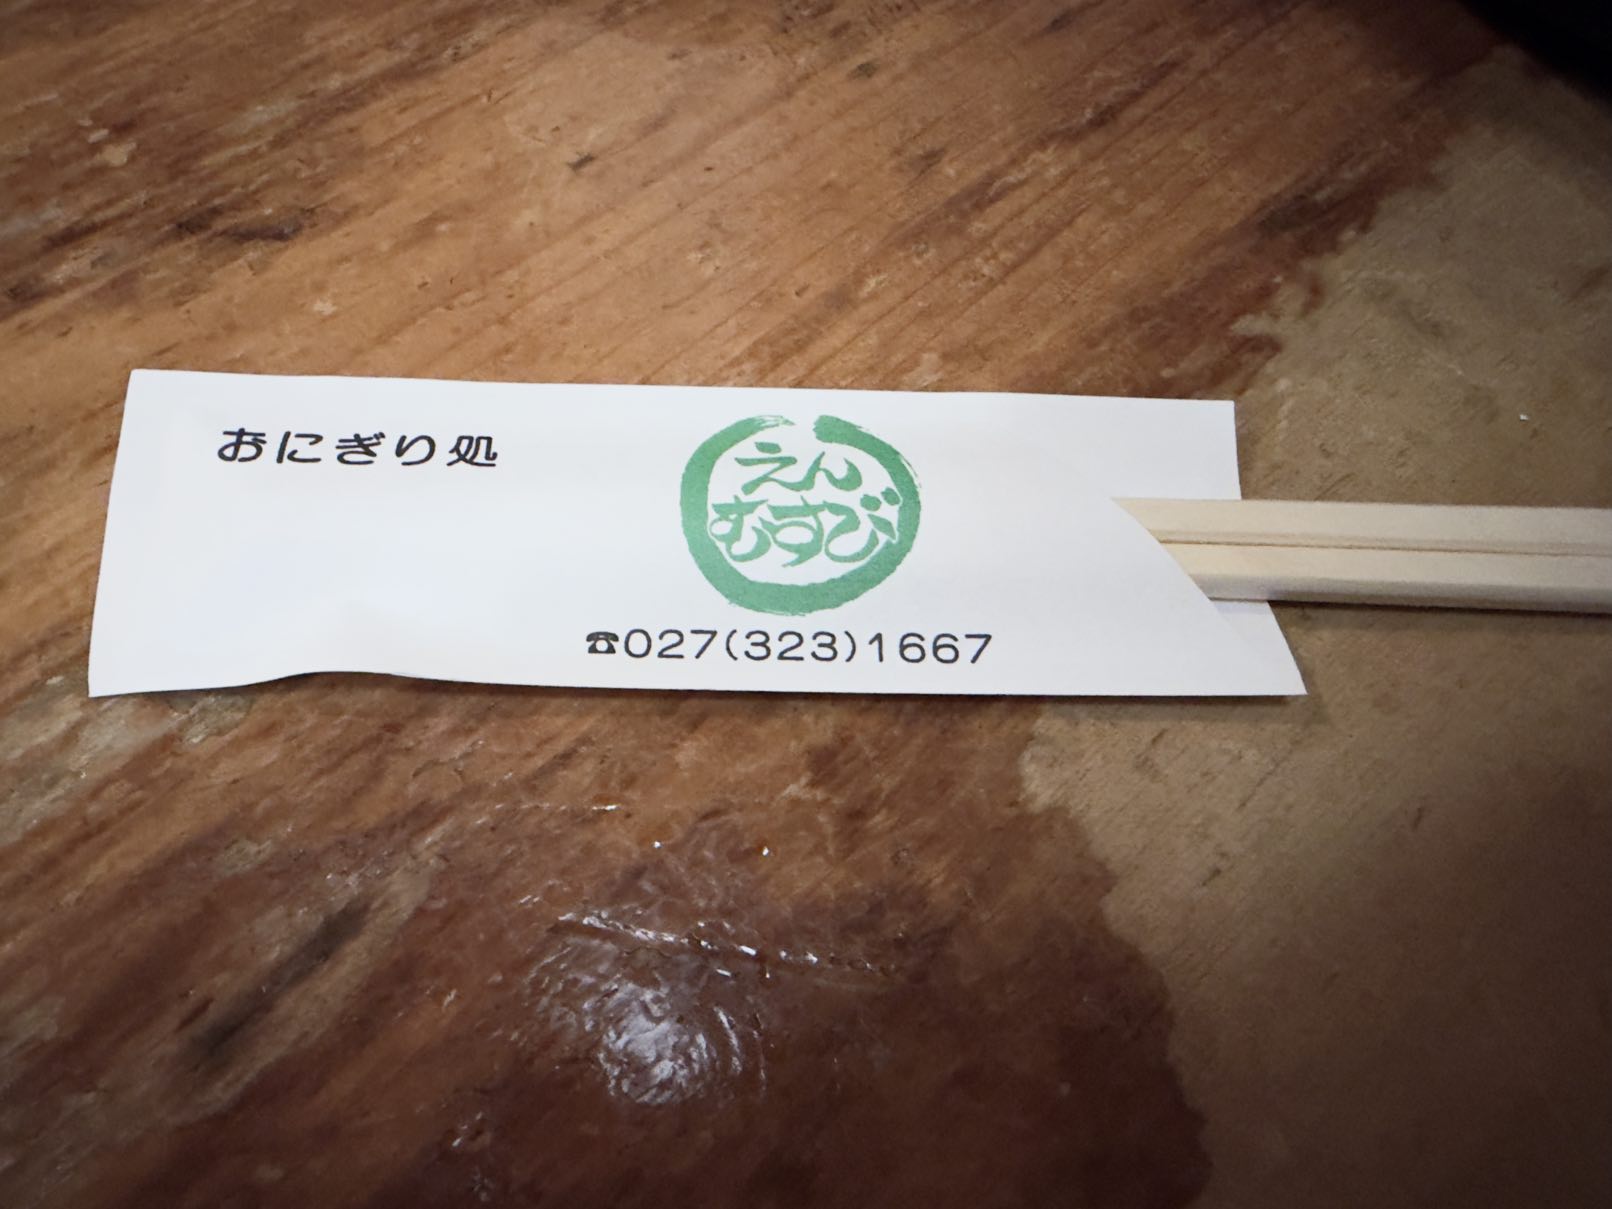 おにぎり処
えん
むすび
☎027(323)1667